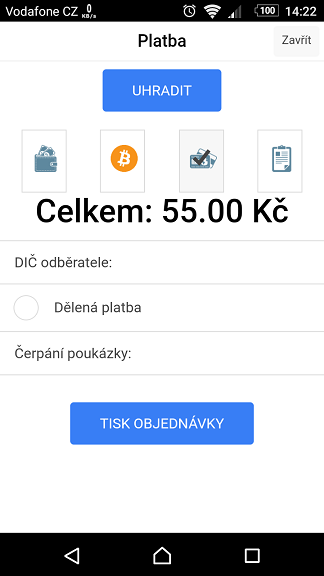 Vodafone CZ 0 KB/s 100 14:22
Platba Zavřít
UHRADIT
Celkem: 55.00 Kč
DIČ odběratele:
Dělená platba
Čerpání poukázky:
TISK OBJEDNÁVKY